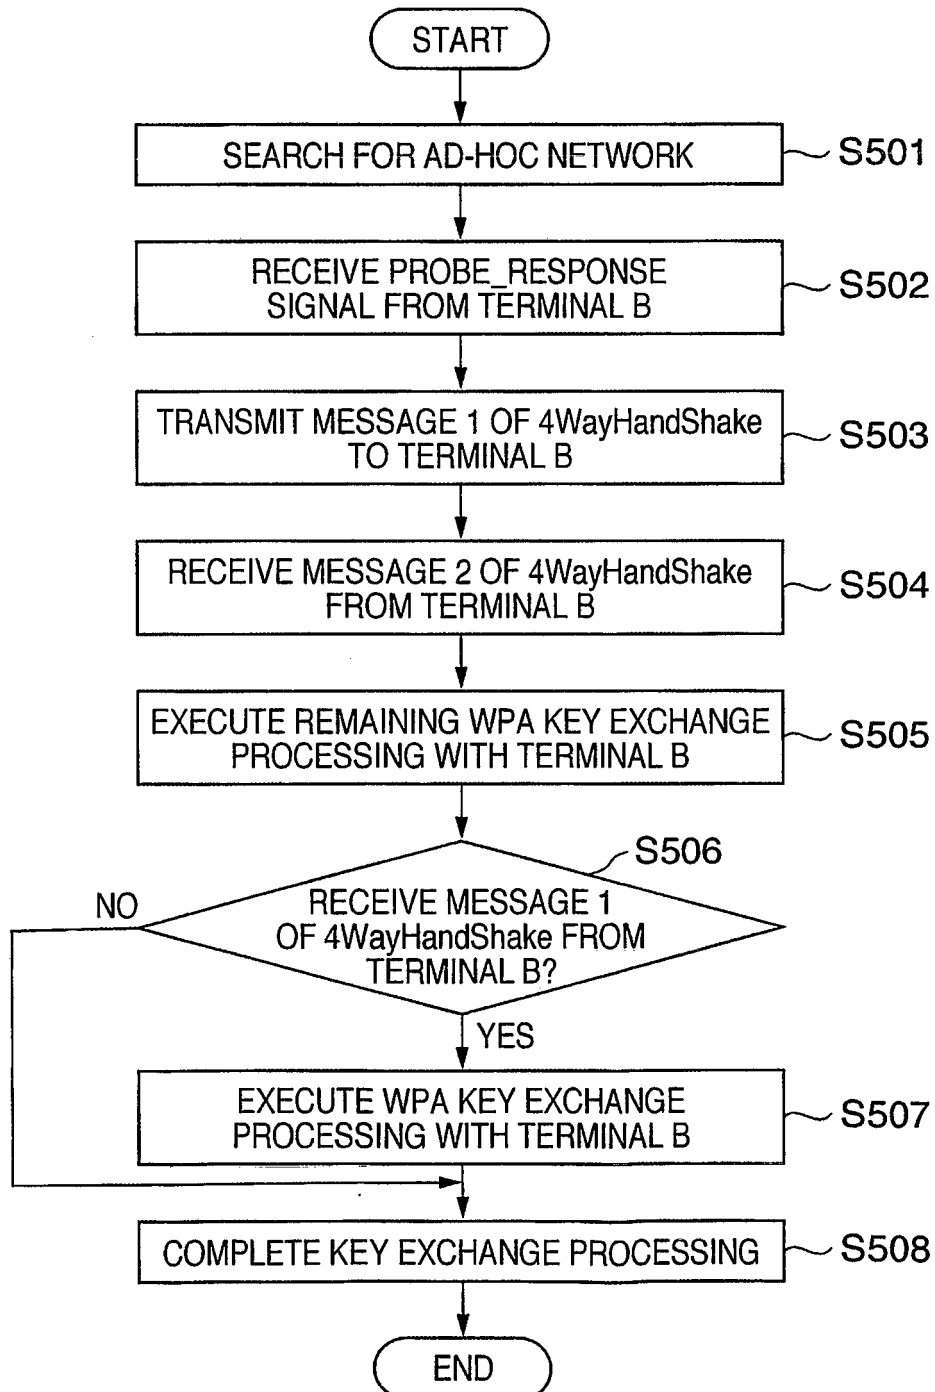 START
SEARCH FOR AD-HOC NETWORK
S501
RECEIVE PROBE_RESPONSE
SIGNAL FROM TERMINAL B
S502
TRANSMIT MESSAGE 1 OF 4WayHandShake
TO TERMINAL B
S503
RECEIVE MESSAGE 2 OF 4WayHandShake
FROM TERMINAL B
S504
EXECUTE REMAINING WPA KEY EXCHANGE
PROCESSING WITH TERMINAL B
S505
S506
NO
RECEIVE MESSAGE 1
OF 4WayHandShake FROM
TERMINAL B?
YES
EXECUTE WPA KEY EXCHANGE
PROCESSING WITH TERMINAL B
S507
COMPLETE KEY EXCHANGE PROCESSING
S508
END